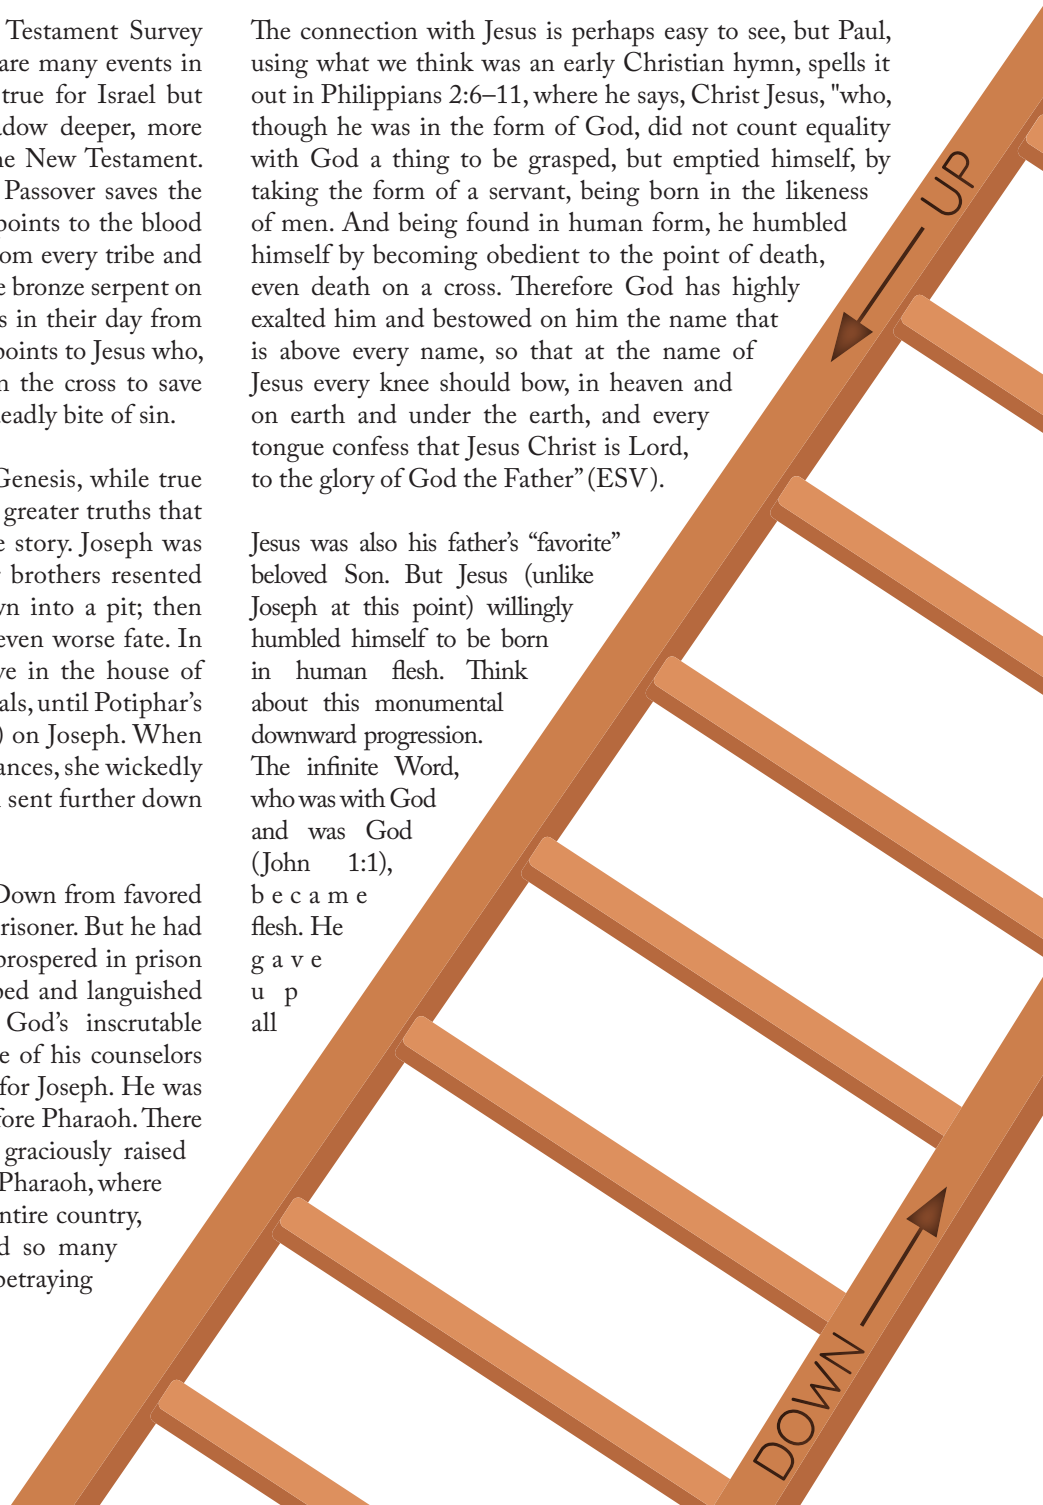 Testament Survey
are many events in
true for Israel but
deeper, more
New Testament.
Passover saves the
points to the blood
every tribe and
bronze serpent on
in their day from
points to Jesus who,
the cross to save
deadly bite of sin.
Genesis, while true
greater truths that
story. Joseph was
brothers resented
into a pit; then
even worse fate. In
in the house of
until Potiphar's
) on Joseph. When
she wickedly
sent further down
Down from favored
prisoner. But he had
prospered in prison
and languished
God's inscrutable
of his counselors
for Joseph. He was
Pharaoh. There
graciously raised
Pharaoh, where
entire country,
so many
betraying
The connection with Jesus is perhaps easy to see, but Paul,
using what we think was an early Christian hymn, spells it
out in Philippians 2:6–11, where he says, Christ Jesus, "who,
though he was in the form of God, did not count equality
with God a thing to be grasped, but emptied himself, by
taking the form of a servant, being born in the likeness
of men. And being found in human form, he humbled
himself by becoming obedient to the point of death,
even death on a cross. Therefore God has highly
exalted him and bestowed on him the name that
is above every name, so that at the name of
Jesus every knee should bow, in heaven and
on earth and under the earth, and every
tongue confess that Jesus Christ is Lord,
to the glory of God the Father” (ESV).
Jesus was also his father’s “favorite”
beloved Son. But Jesus (unlike
Joseph at this point) willingly
humbled himself to be born
in human flesh. Think
about this monumental
downward progression.
The infinite Word,
who was with God
and was God
(John 1:1),
became
flesh. He
gave
up
all
UP
DOWN